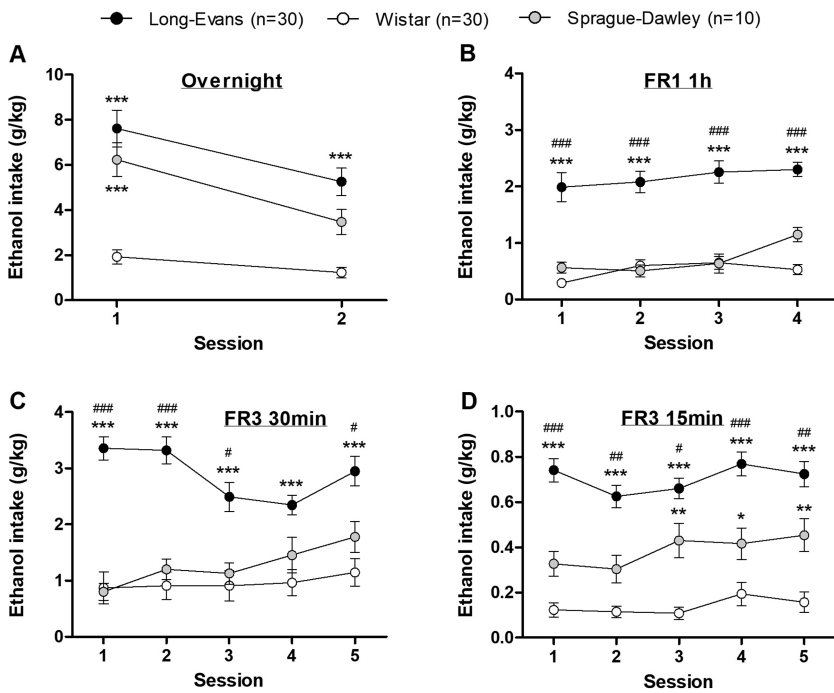 Long-Evans (n=30) Wistar (n=30) Sprague-Dawley (n=10)
A
Overnight
Ethanol intake (g/kg)
10
8
6
4
2
0
***
***
***
1 2
Session
B
FR1 1h
Ethanol intake (g/kg)
4
3
2
1
0
### ### ### ###
*** *** *** ***
1 2 3 4
Session
C
FR3 30min
Ethanol intake (g/kg)
4
3
2
1
0
### ### # #
*** *** *** *** ***
1 2 3 4 5
Session
D
FR3 15min
Ethanol intake (g/kg)
1.0
0.8
0.6
0.4
0.2
0.0
### ## # ### ##
*** *** *** *** ***
** * **
1 2 3 4 5
Session